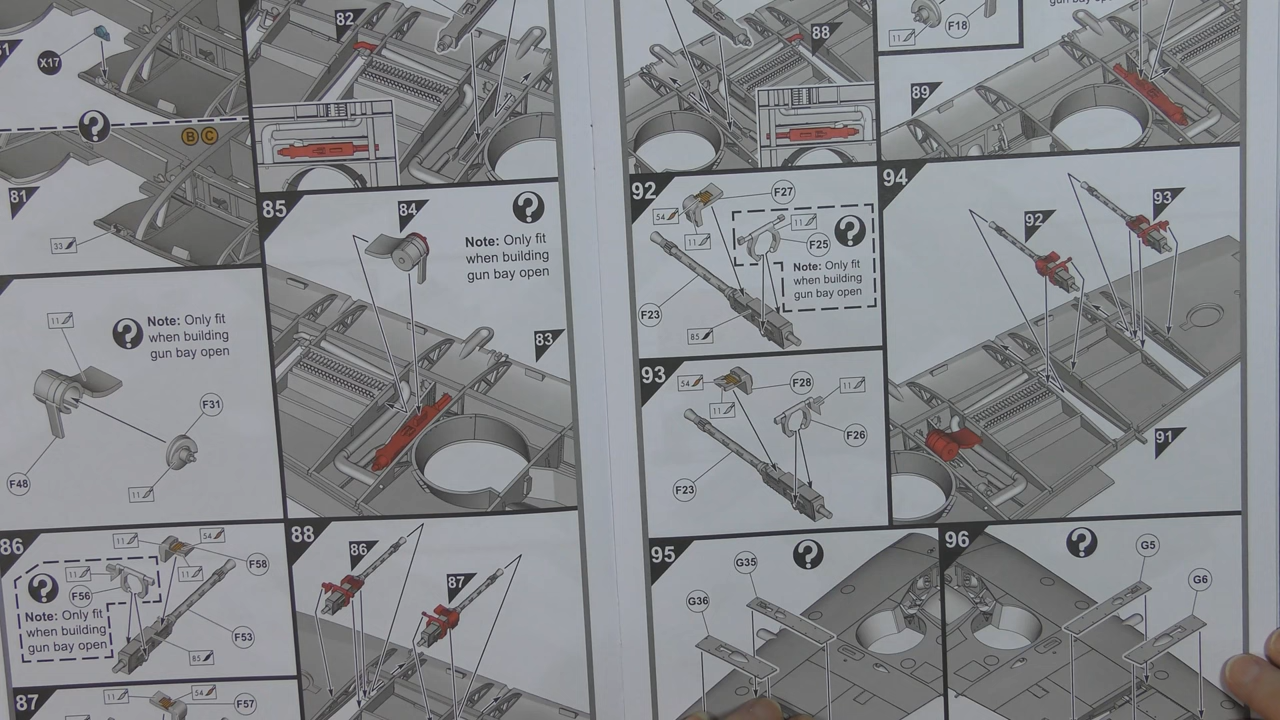 X17
?
B C
81
33
82
88
11
F18
89
85
84
?
Note: Only fit
when building
gun bay open
83
11
?
Note: Only fit
when building
gun bay open
F31
F48
11
86
11
54
F58
11
11
?
F56
Note: Only fit
when building
gun bay open
F53
85
87
11
54
F57
88
86
87
92
F27
54
11
11
F25
?
Note: Only fit
when building
gun bay open
F23
85
93
54
F28
11
11
F26
F23
94
92
93
91
95
?
G35
G36
96
?
G5
G6